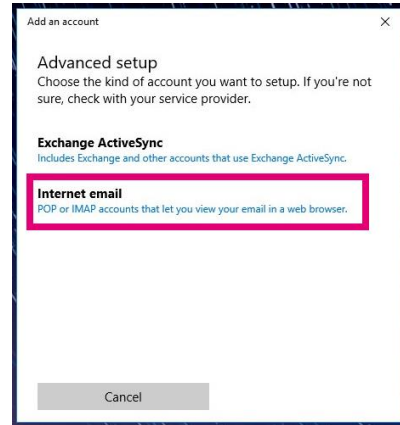 Add an account
Advanced setup
Choose the kind of account you want to setup. If you're not
sure, check with your service provider.
Exchange ActiveSync
Includes Exchange and other accounts that use Exchange ActiveSync.
Internet email
POP or IMAP accounts that let you view your email in a web browser.
Cancel